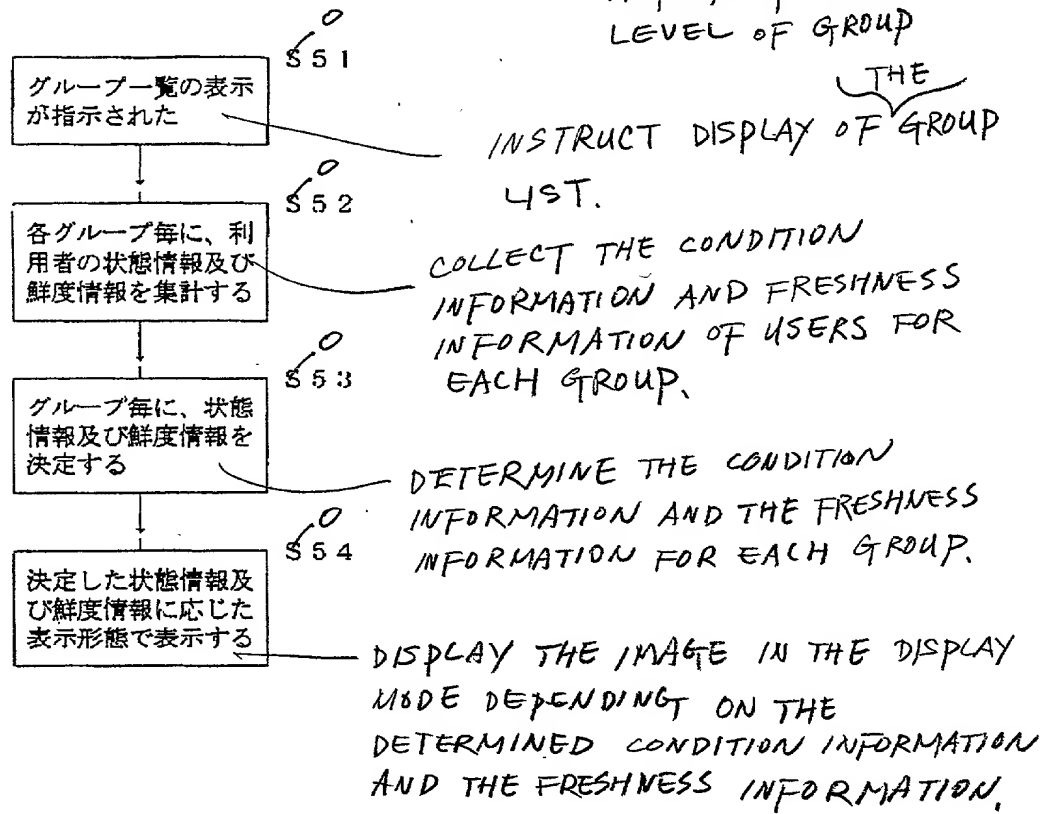 LEVEL OF GROUP
S51
グループ一覧の表示
が指示された
THE
INSTRUCT DISPLAY OF GROUP
LIST.
S52
各グループ毎に、利
用者の状態情報及び
鮮度情報を集計する
COLLECT THE CONDITION
INFORMATION AND FRESHNESS
INFORMATION OF USERS FOR
EACH GROUP.
S53
グループ毎に、状態
情報及び鮮度情報を
決定する
DETERMINE THE CONDITION
INFORMATION AND THE FRESHNESS
INFORMATION FOR EACH GROUP.
S54
決定した状態情報及
び鮮度情報に応じた
表示形態で表示する
DISPLAY THE IMAGE IN THE DISPLAY
MODE DEPENDING ON THE
DETERMINED CONDITION INFORMATION
AND THE FRESHNESS INFORMATION.